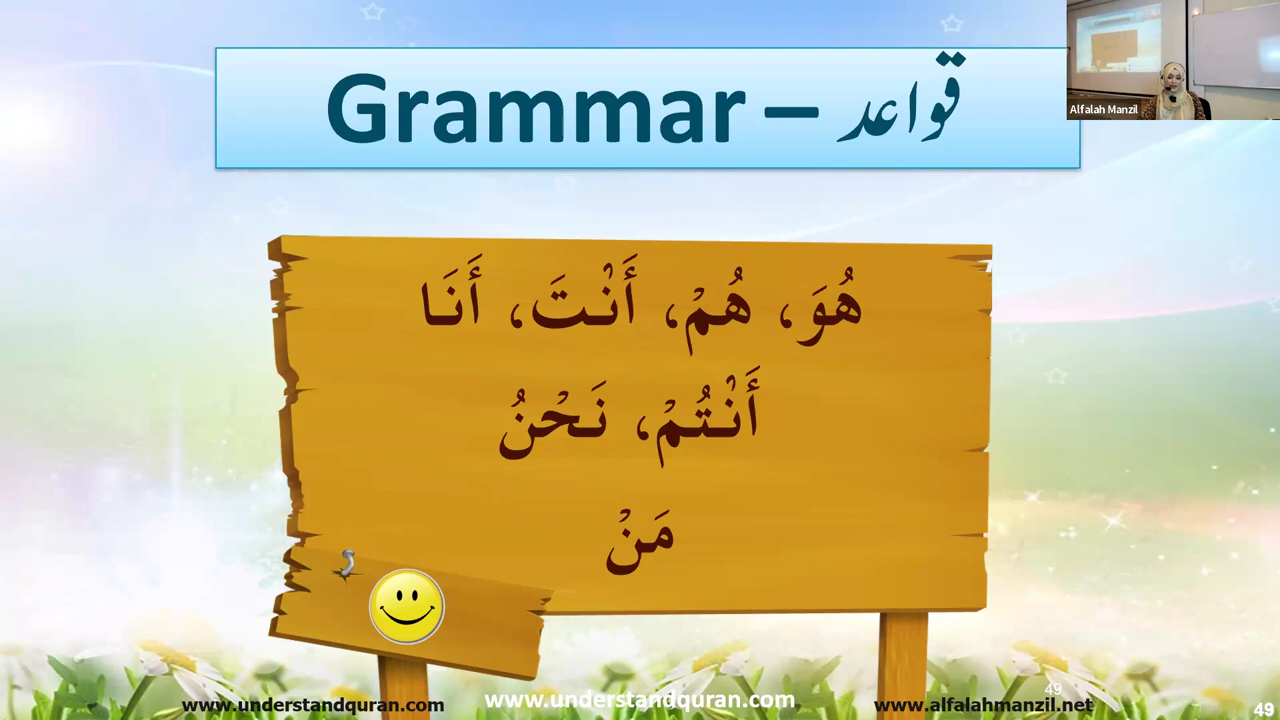 Grammar – قواعد
Alfalah Manzil
هُوَ، هُمْ، أَنْتَ، أَنَا
أَنْتُمْ، نَحْنُ
مَنْ
www.understandquran.com
www.understandquran.com
www.alfalahmanzil.net
49
49